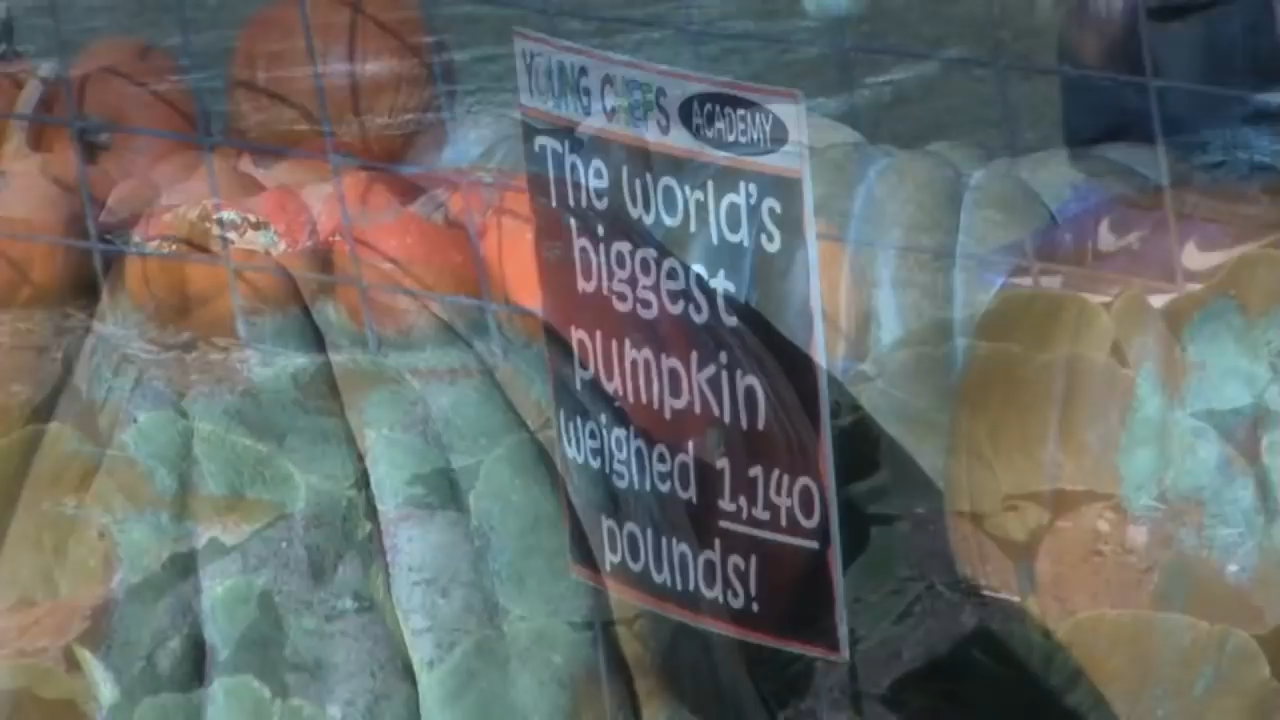 YOUNG CHEFS ACADEMY
The world's
biggest
pumpkin
weighed 1,140
pounds!